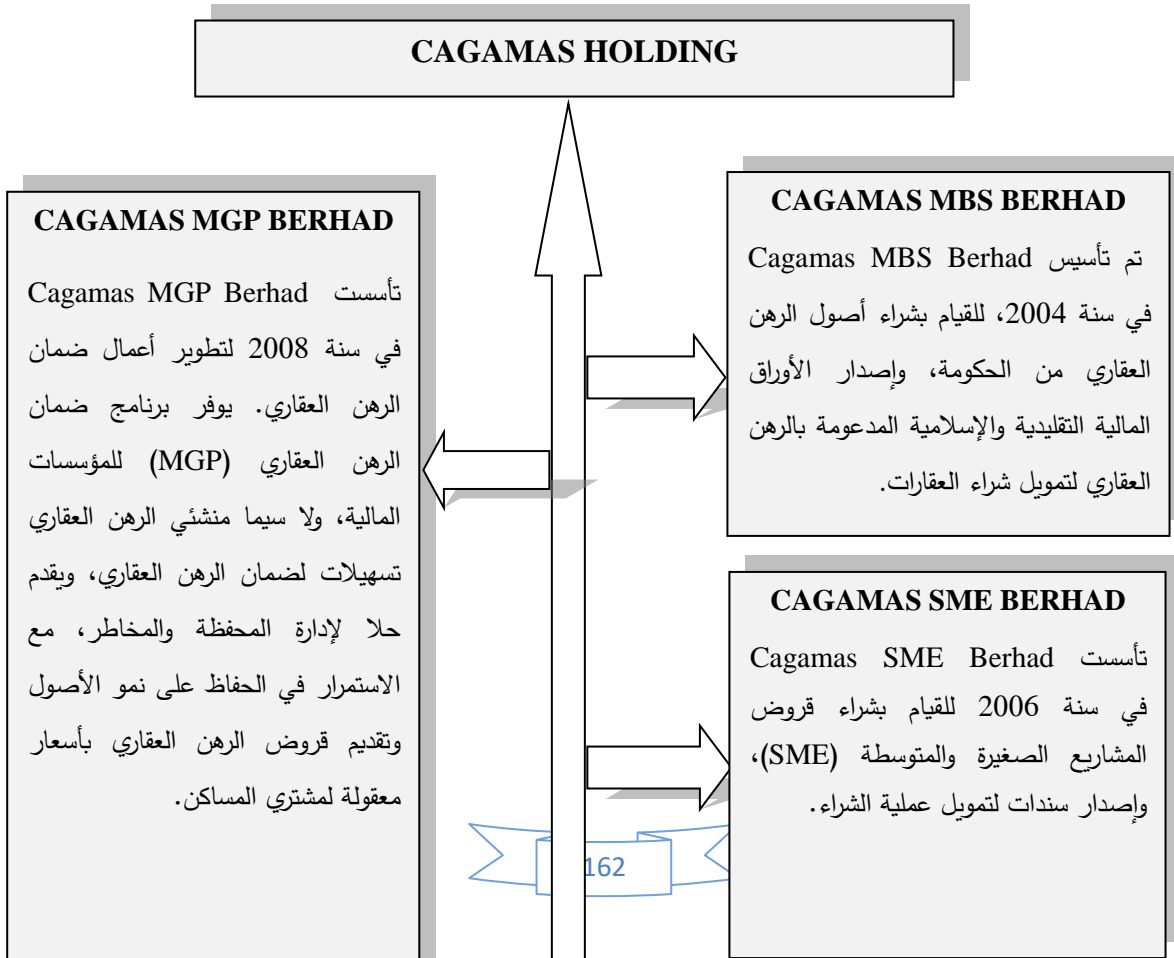 CAGAMAS HOLDING
CAGAMAS MBS BERHAD
تم تأسيس Cagamas MBS Berhad
في سنة 2004، للقيام بشراء أصول الرهن
العقاري من الحكومة، وإصدار الأوراق
المالية التقليدية والإسلامية المدعومة بالرهن
العقاري لتمويل شراء العقارات.
CAGAMAS MGP BERHAD
تأسست Cagamas MGP Berhad
في سنة 2008 لتطوير أعمال ضمان
الرهن العقاري. يوفر برنامج ضمان
الرهن العقاري (MGP) للمؤسسات
المالية، ولا سيما منشئي الرهن العقاري
تسهيلات لضمان الرهن العقاري، ويقدم
حلا لإدارة المحفظة والمخاطر، مع
الاستمرار في الحفاظ على نمو الأصول
وتقديم قروض الرهن العقاري بأسعار
معقولة لمشتري المساكن.
CAGAMAS SME BERHAD
تأسست Cagamas SME Berhad
في سنة 2006 للقيام بشراء قروض
المشاريع الصغيرة والمتوسطة (SME)،
وإصدار سندات لتمويل عملية الشراء.
162